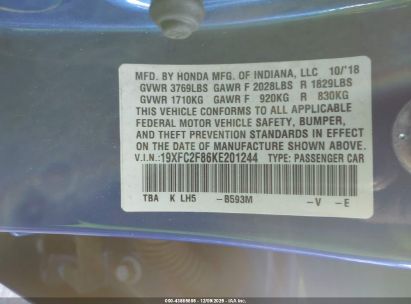 MFD. BY HONDA MFG. OF INDIANA, LLC 10/'18
GVWR 3769LBS GAWR F 2028LBS R 1829LBS
GVWR 1710KG GAWR F 920KG R 830KG
THIS VEHICLE CONFORMS TO ALL APPLICABLE
FEDERAL MOTOR VEHICLE SAFETY, BUMPER,
AND THEFT PREVENTION STANDARDS IN EFFECT
ON THE DATE OF MANUFACTURE SHOWN ABOVE.
V.I.N.: 19XFC2F86KE201244 TYPE: PASSENGER CAR
TBA K LH5 -B593M -V -E